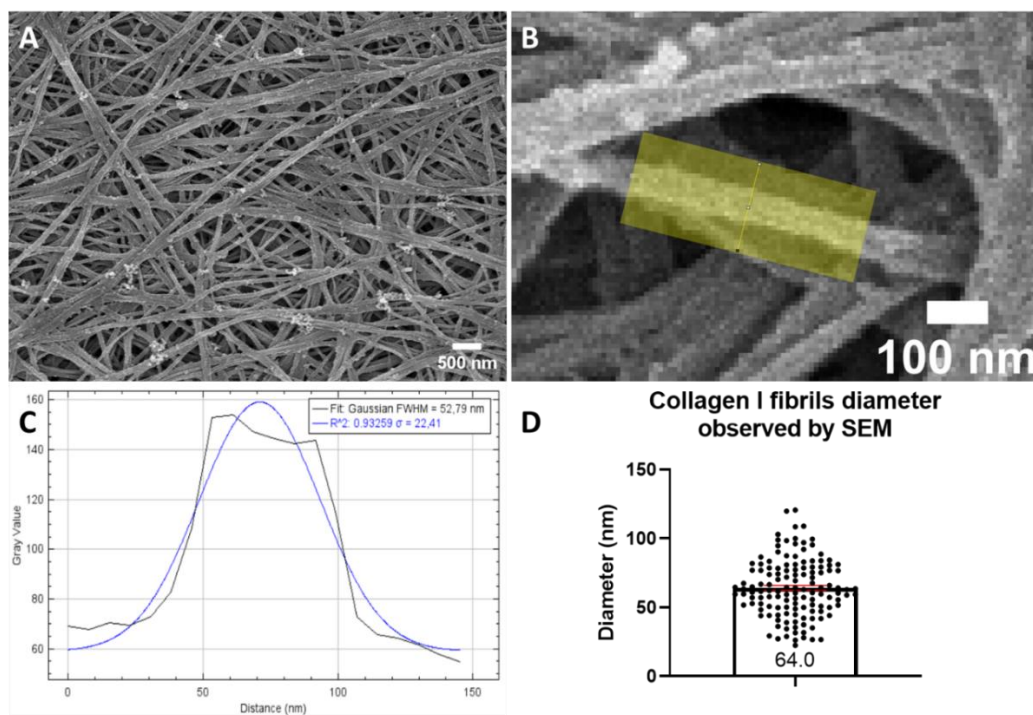 A
500 nm
B
100 nm
C
Fit: Gaussian FWHM = 52,79 nm
R^2: 0.93259 σ = 22,41
160
140
120
100
80
60
Gray Value
0
50
100
150
Distance (nm)
D
Collagen I fibrils diameter
observed by SEM
150
100
50
0
Diameter (nm)
64.0